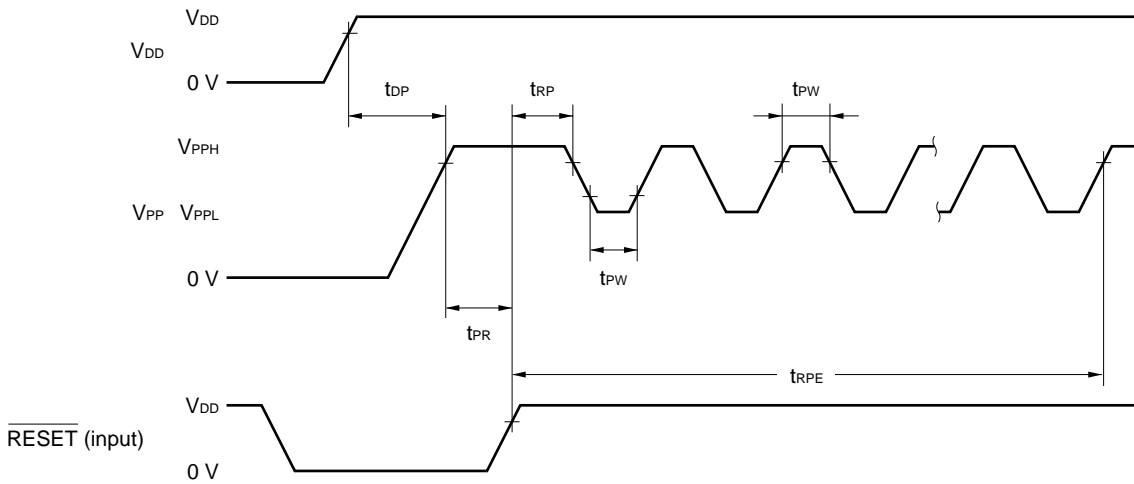 VDD
VDD
0 V
tDP
tRP
tPW
VPPH
VPP VPPL
0 V
tPW
tPR
tRPE
VDD
RESET (input)
0 V